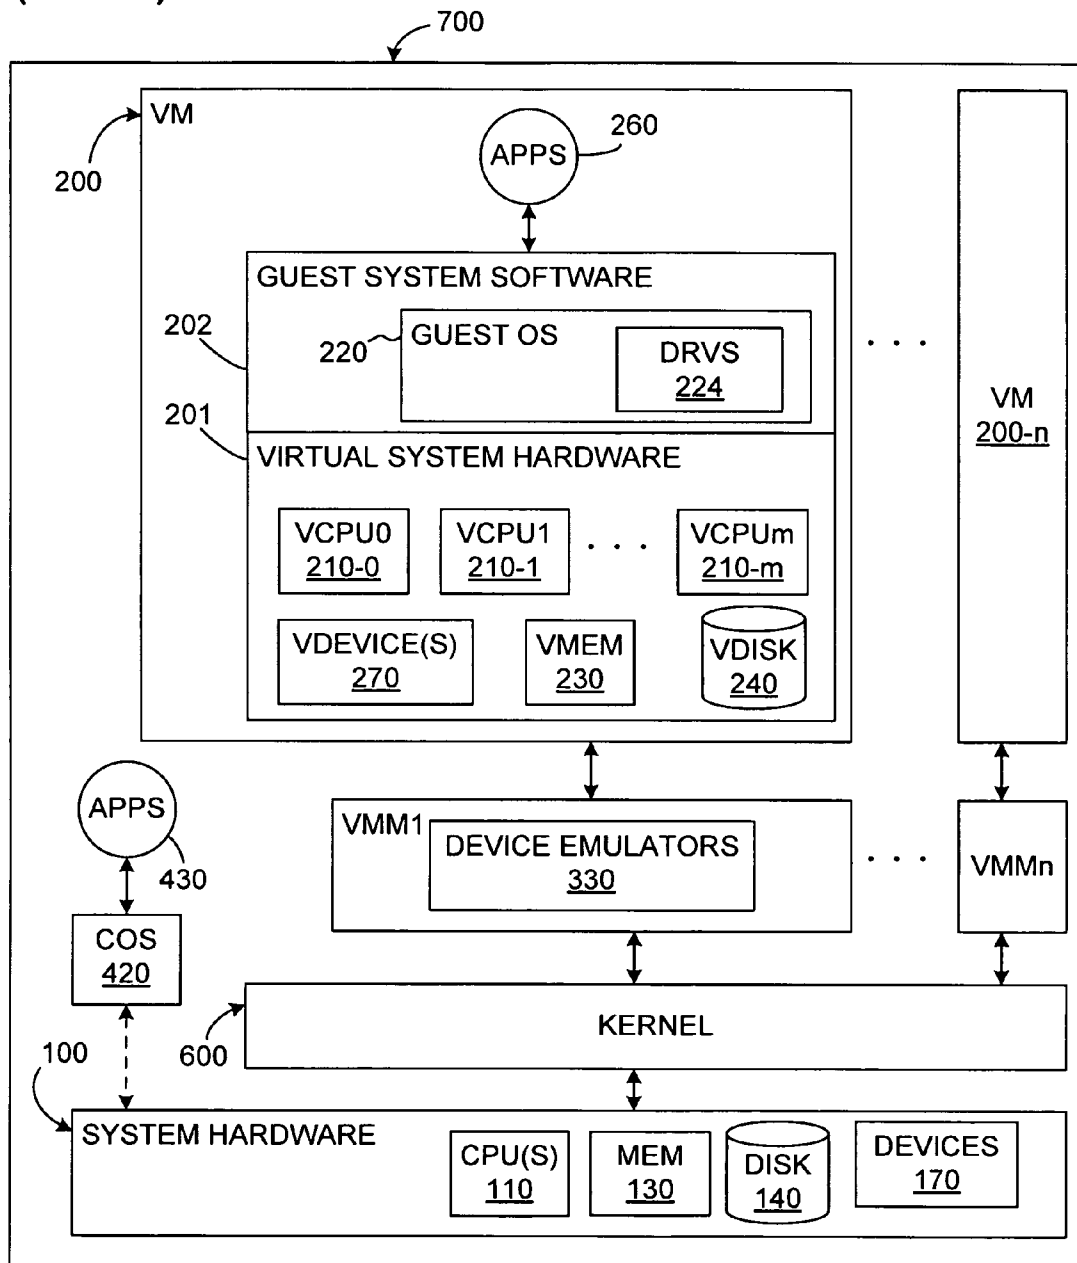 700
VM
200
APPS
260
GUEST SYSTEM SOFTWARE
202
220
GUEST OS
DRVS
224
. . .
VM
200-n
201
VIRTUAL SYSTEM HARDWARE
VCPU0
210-0
VCPU1
210-1
. . .
VCPUm
210-m
VDEVICE(S)
270
VMEM
230
VDISK
240
APPS
430
VMM1
DEVICE EMULATORS
330
. . .
VMMn
COS
420
KERNEL
600
100
SYSTEM HARDWARE
CPU(S)
110
MEM
130
DISK
140
DEVICES
170